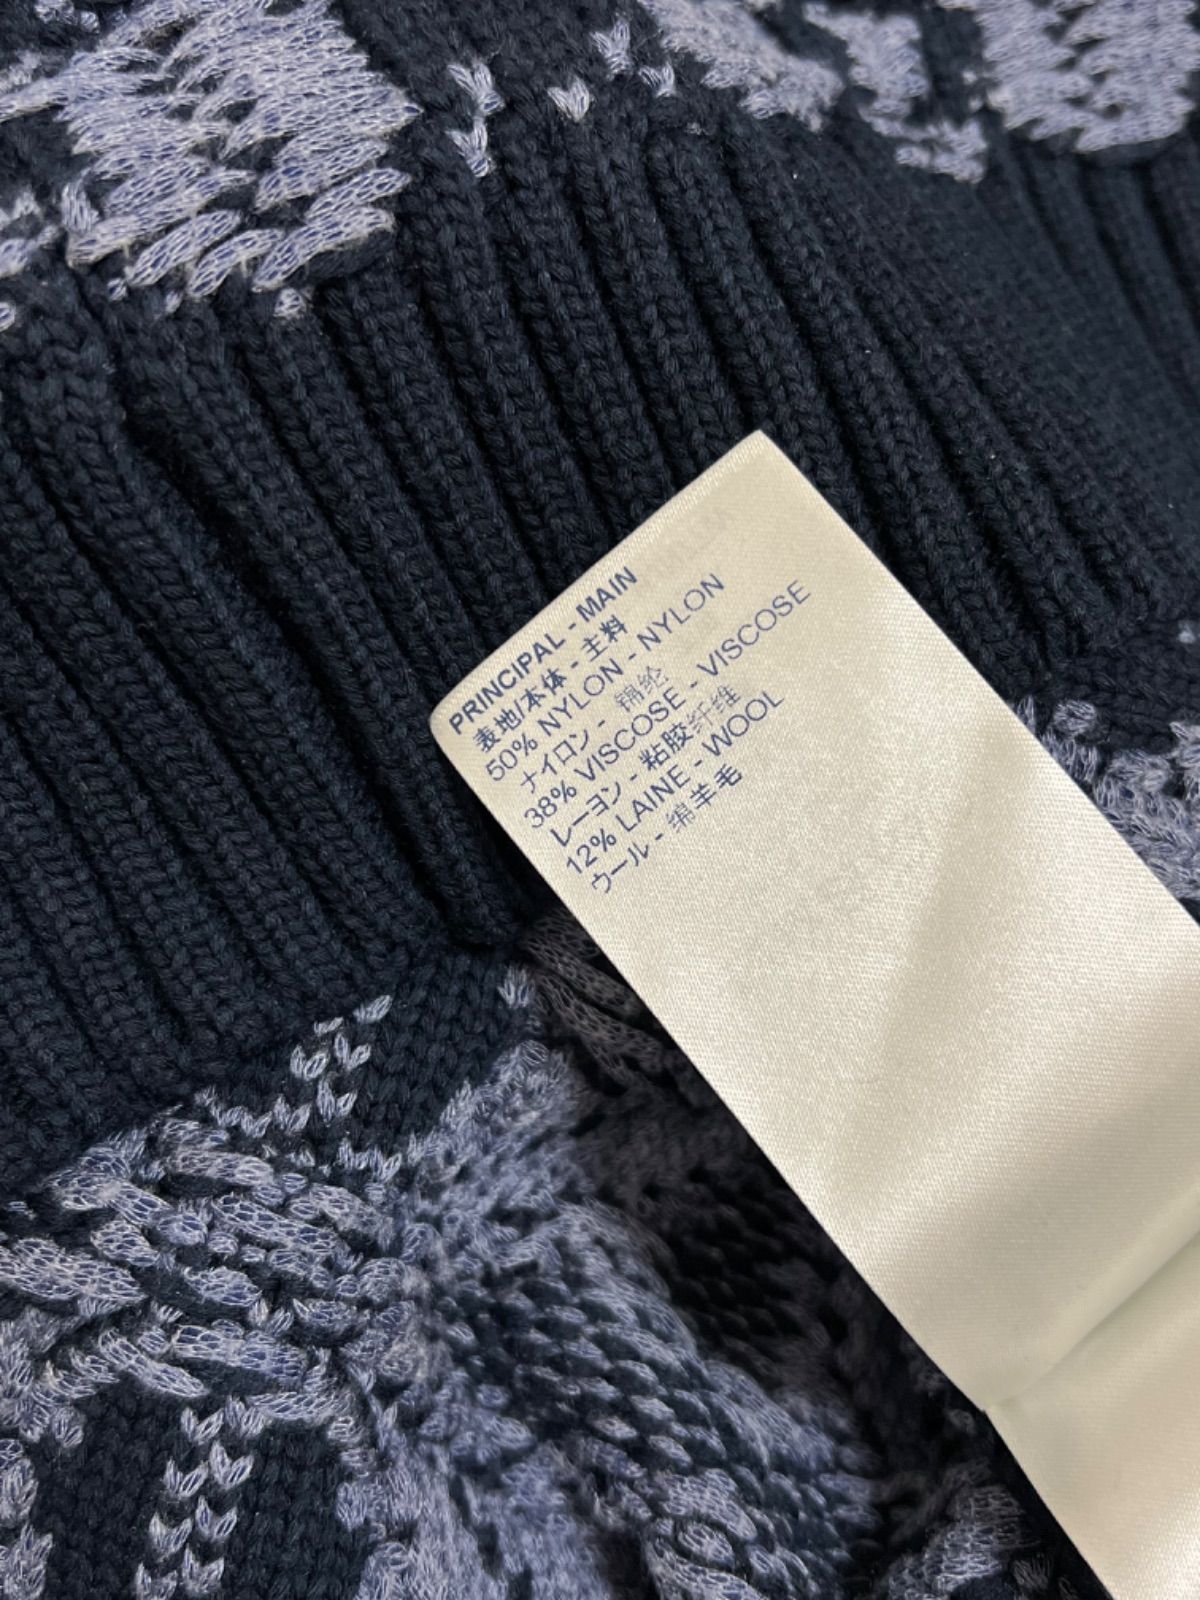 PRINCIPAL - MAIN
表地/本体 - 主料
50% NYLON - NYLON
ナイロン - 锦纶
38% VISCOSE - VISCOSE
レーヨン - 粘胶纤维
12% LAINE - WOOL
ウール - 绵羊毛